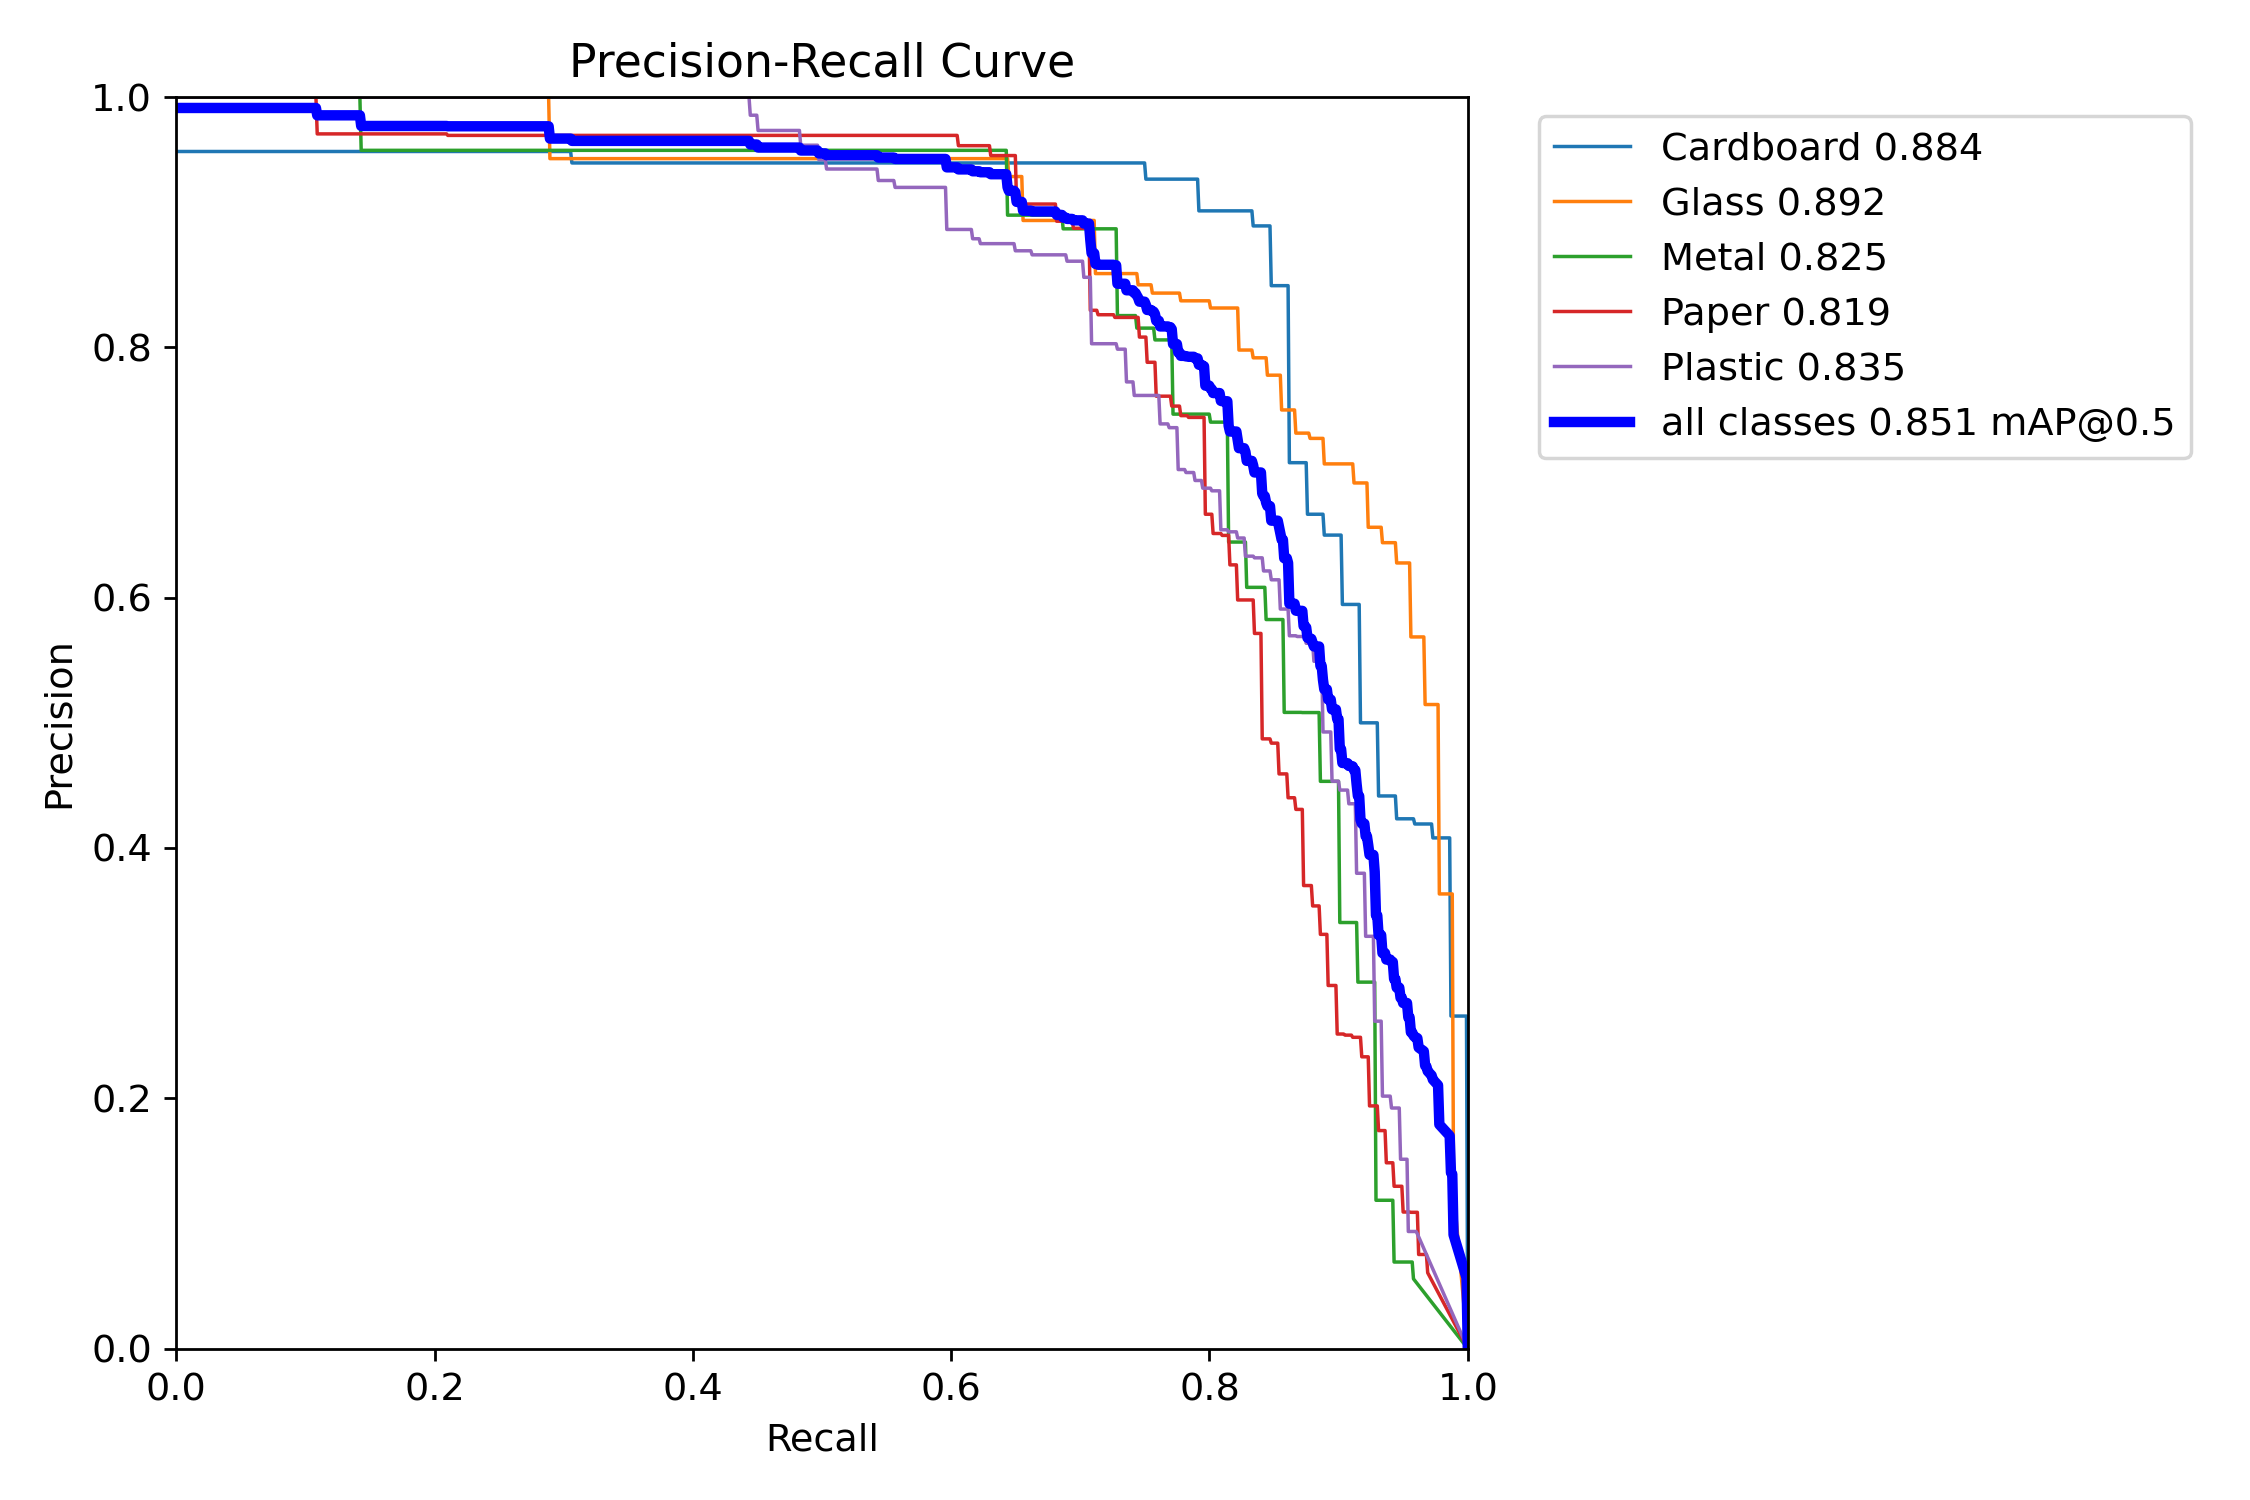 Precision-Recall Curve
1.0
0.8
0.6
0.4
0.2
0.0
Precision
0.0 0.2 0.4 0.6 0.8 1.0
Recall
Cardboard 0.884
Glass 0.892
Metal 0.825
Paper 0.819
Plastic 0.835
all classes 0.851 mAP@0.5